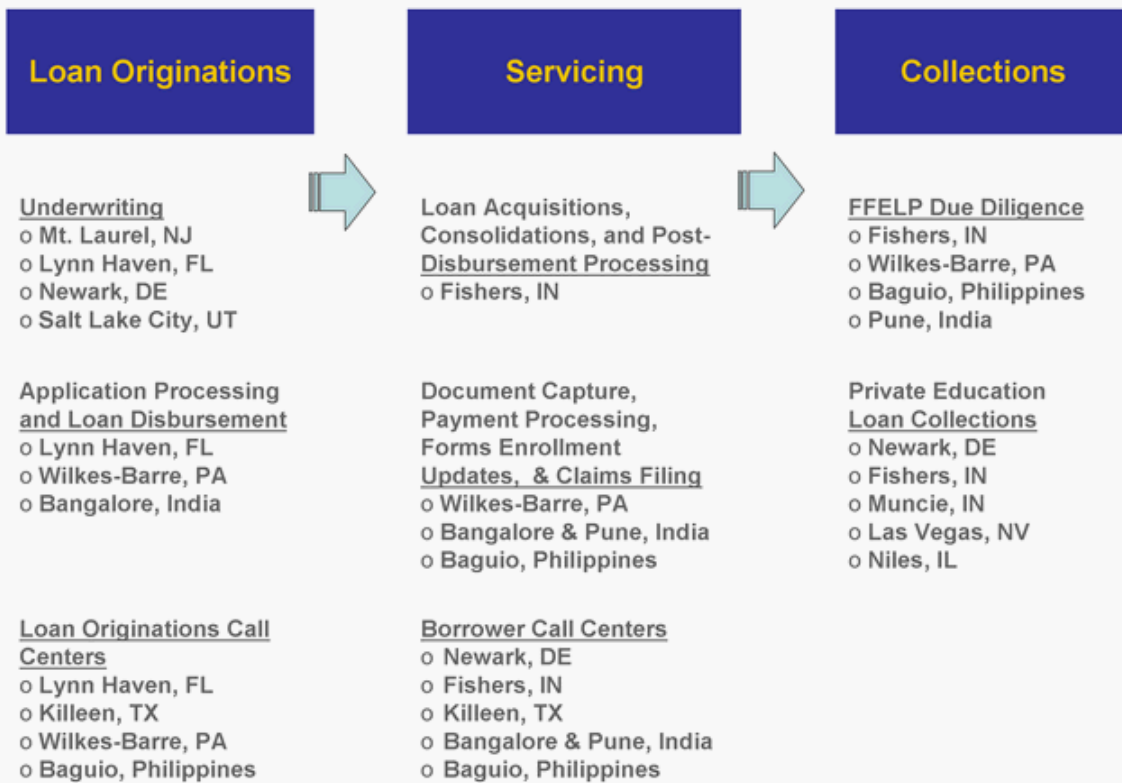 Loan Originations
Underwriting
o Mt. Laurel, NJ
o Lynn Haven, FL
o Newark, DE
o Salt Lake City, UT
Application Processing
and Loan Disbursement
o Lynn Haven, FL
o Wilkes-Barre, PA
o Bangalore, India
Loan Originations Call
Centers
o Lynn Haven, FL
o Killeen, TX
o Wilkes-Barre, PA
o Baguio, Philippines
Servicing
Loan Acquisitions,
Consolidations, and Post-
Disbursement Processing
o Fishers, IN
Document Capture,
Payment Processing,
Forms Enrollment
Updates, & Claims Filing
o Wilkes-Barre, PA
o Bangalore & Pune, India
o Baguio, Philippines
Borrower Call Centers
o Newark, DE
o Fishers, IN
o Killeen, TX
o Bangalore & Pune, India
o Baguio, Philippines
Collections
FFELP Due Diligence
o Fishers, IN
o Wilkes-Barre, PA
o Baguio, Philippines
o Pune, India
Private Education
Loan Collections
o Newark, DE
o Fishers, IN
o Muncie, IN
o Las Vegas, NV
o Niles, IL